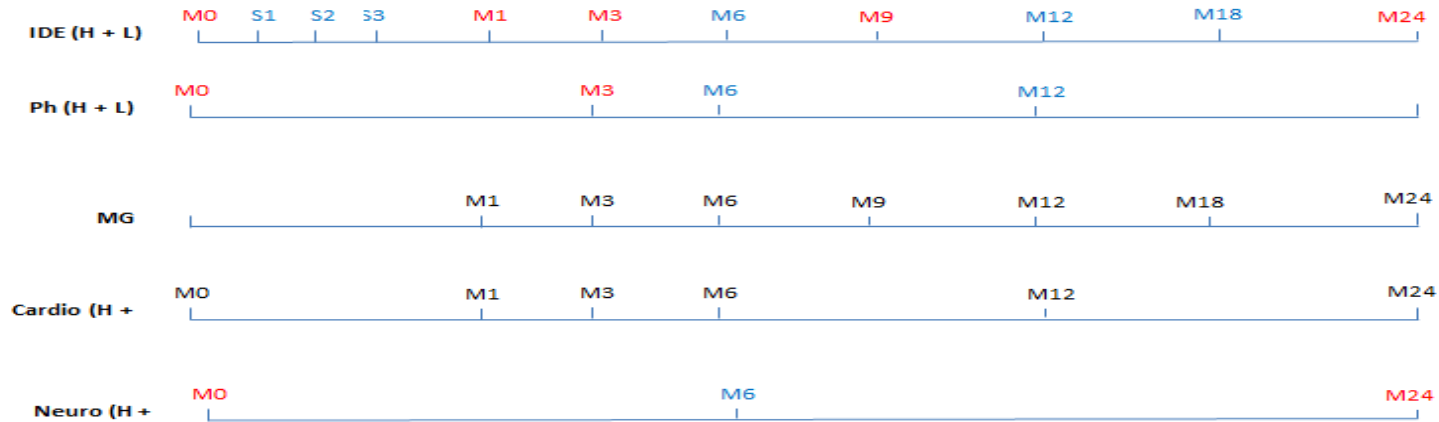 M0 S1 S2 S3 M1 M3 M6 M9 M12 M18 M24
IDE (H + L)
M0 M3 M6 M12
Ph (H + L)
M1 M3 M6 M9 M12 M18 M24
MG
M0 M1 M3 M6 M12 M24
Cardio (H +
M0 M6 M24
Neuro (H +